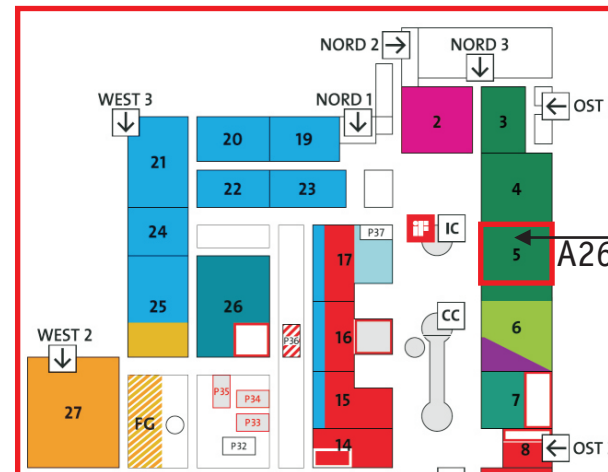 NORD 2
NORD 3
WEST 3
NORD 1
OST
2
3
20
19
21
22
23
4
24
P37
IC
17
5
A26
25
26
CC
16
6
P36
WEST 2
27
FG
P35
P34
P33
P32
15
7
14
8
OST